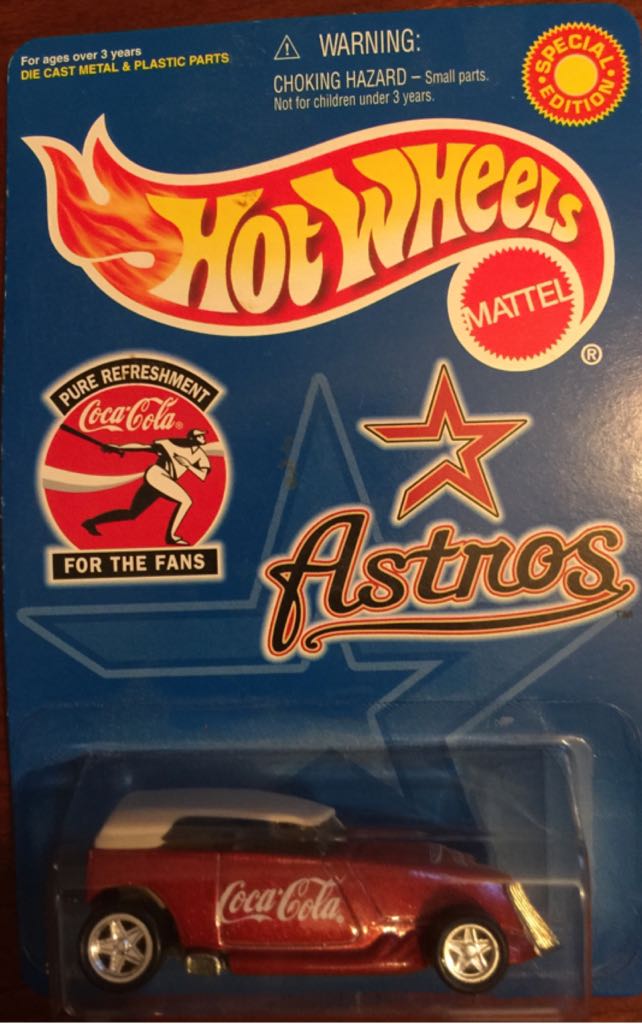 For ages over 3 years
DIE CAST METAL & PLASTIC PARTS
WARNING:
CHOKING HAZARD – Small parts.
Not for children under 3 years.
SPECIAL
EDITION
Hot Wheels
MATTEL
®
PURE REFRESHMENT
Coca-Cola®
FOR THE FANS
Astros
TM
Coca-Cola®